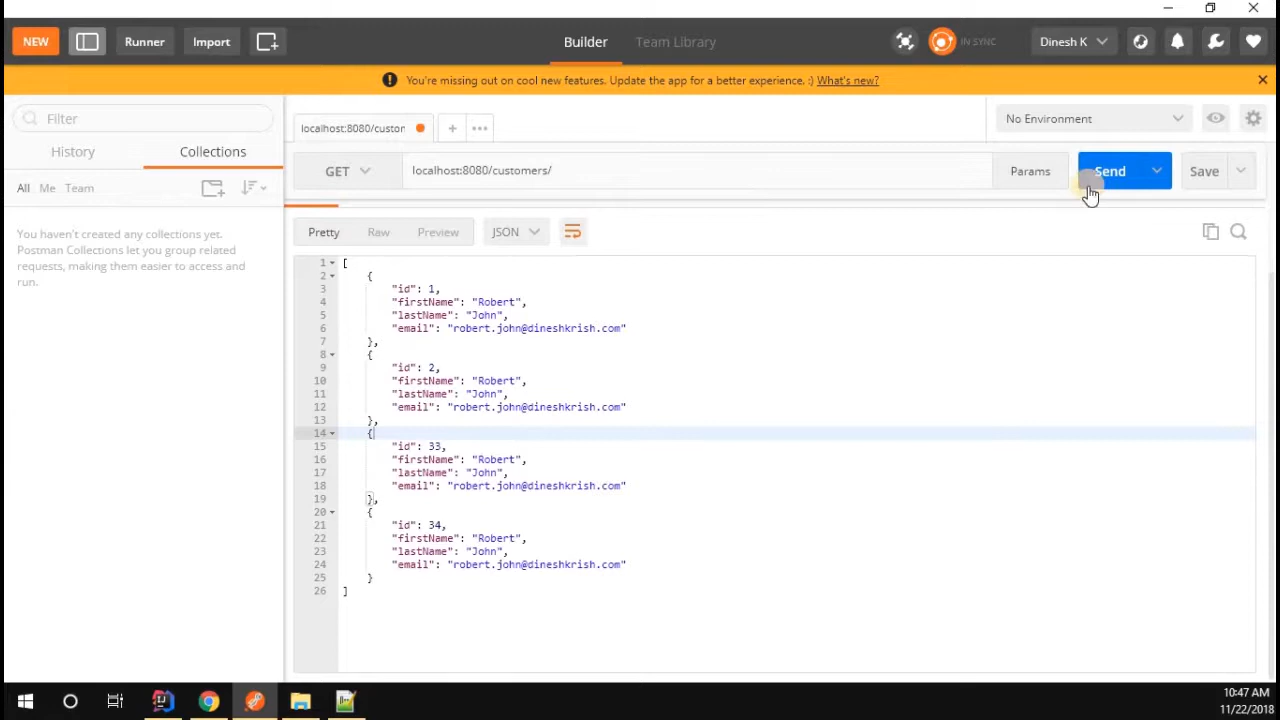 NEW
Runner
Import
Builder
Team Library
IN SYNC
Dinesh K
You're missing out on cool new features. Update the app for a better experience. :) What's new?
Filter
History
Collections
All Me Team
You haven't created any collections yet.
Postman Collections let you group related
requests, making them easier to access and
run.
localhost:8080/custor
No Environment
GET
localhost:8080/customers/
Params
Send
Save
Pretty
Raw
Preview
JSON
1 [
2 {
3 "id": 1,
4 "firstName": "Robert",
5 "lastName": "John",
6 "email": "robert.john@dineshkrish.com"
7 },
8 {
9 "id": 2,
10 "firstName": "Robert",
11 "lastName": "John",
12 "email": "robert.john@dineshkrish.com"
13 },
14 {
15 "id": 33,
16 "firstName": "Robert",
17 "lastName": "John",
18 "email": "robert.john@dineshkrish.com"
19 },
20 {
21 "id": 34,
22 "firstName": "Robert",
23 "lastName": "John",
24 "email": "robert.john@dineshkrish.com"
25 }
26 ]
10:47 AM
11/22/2018